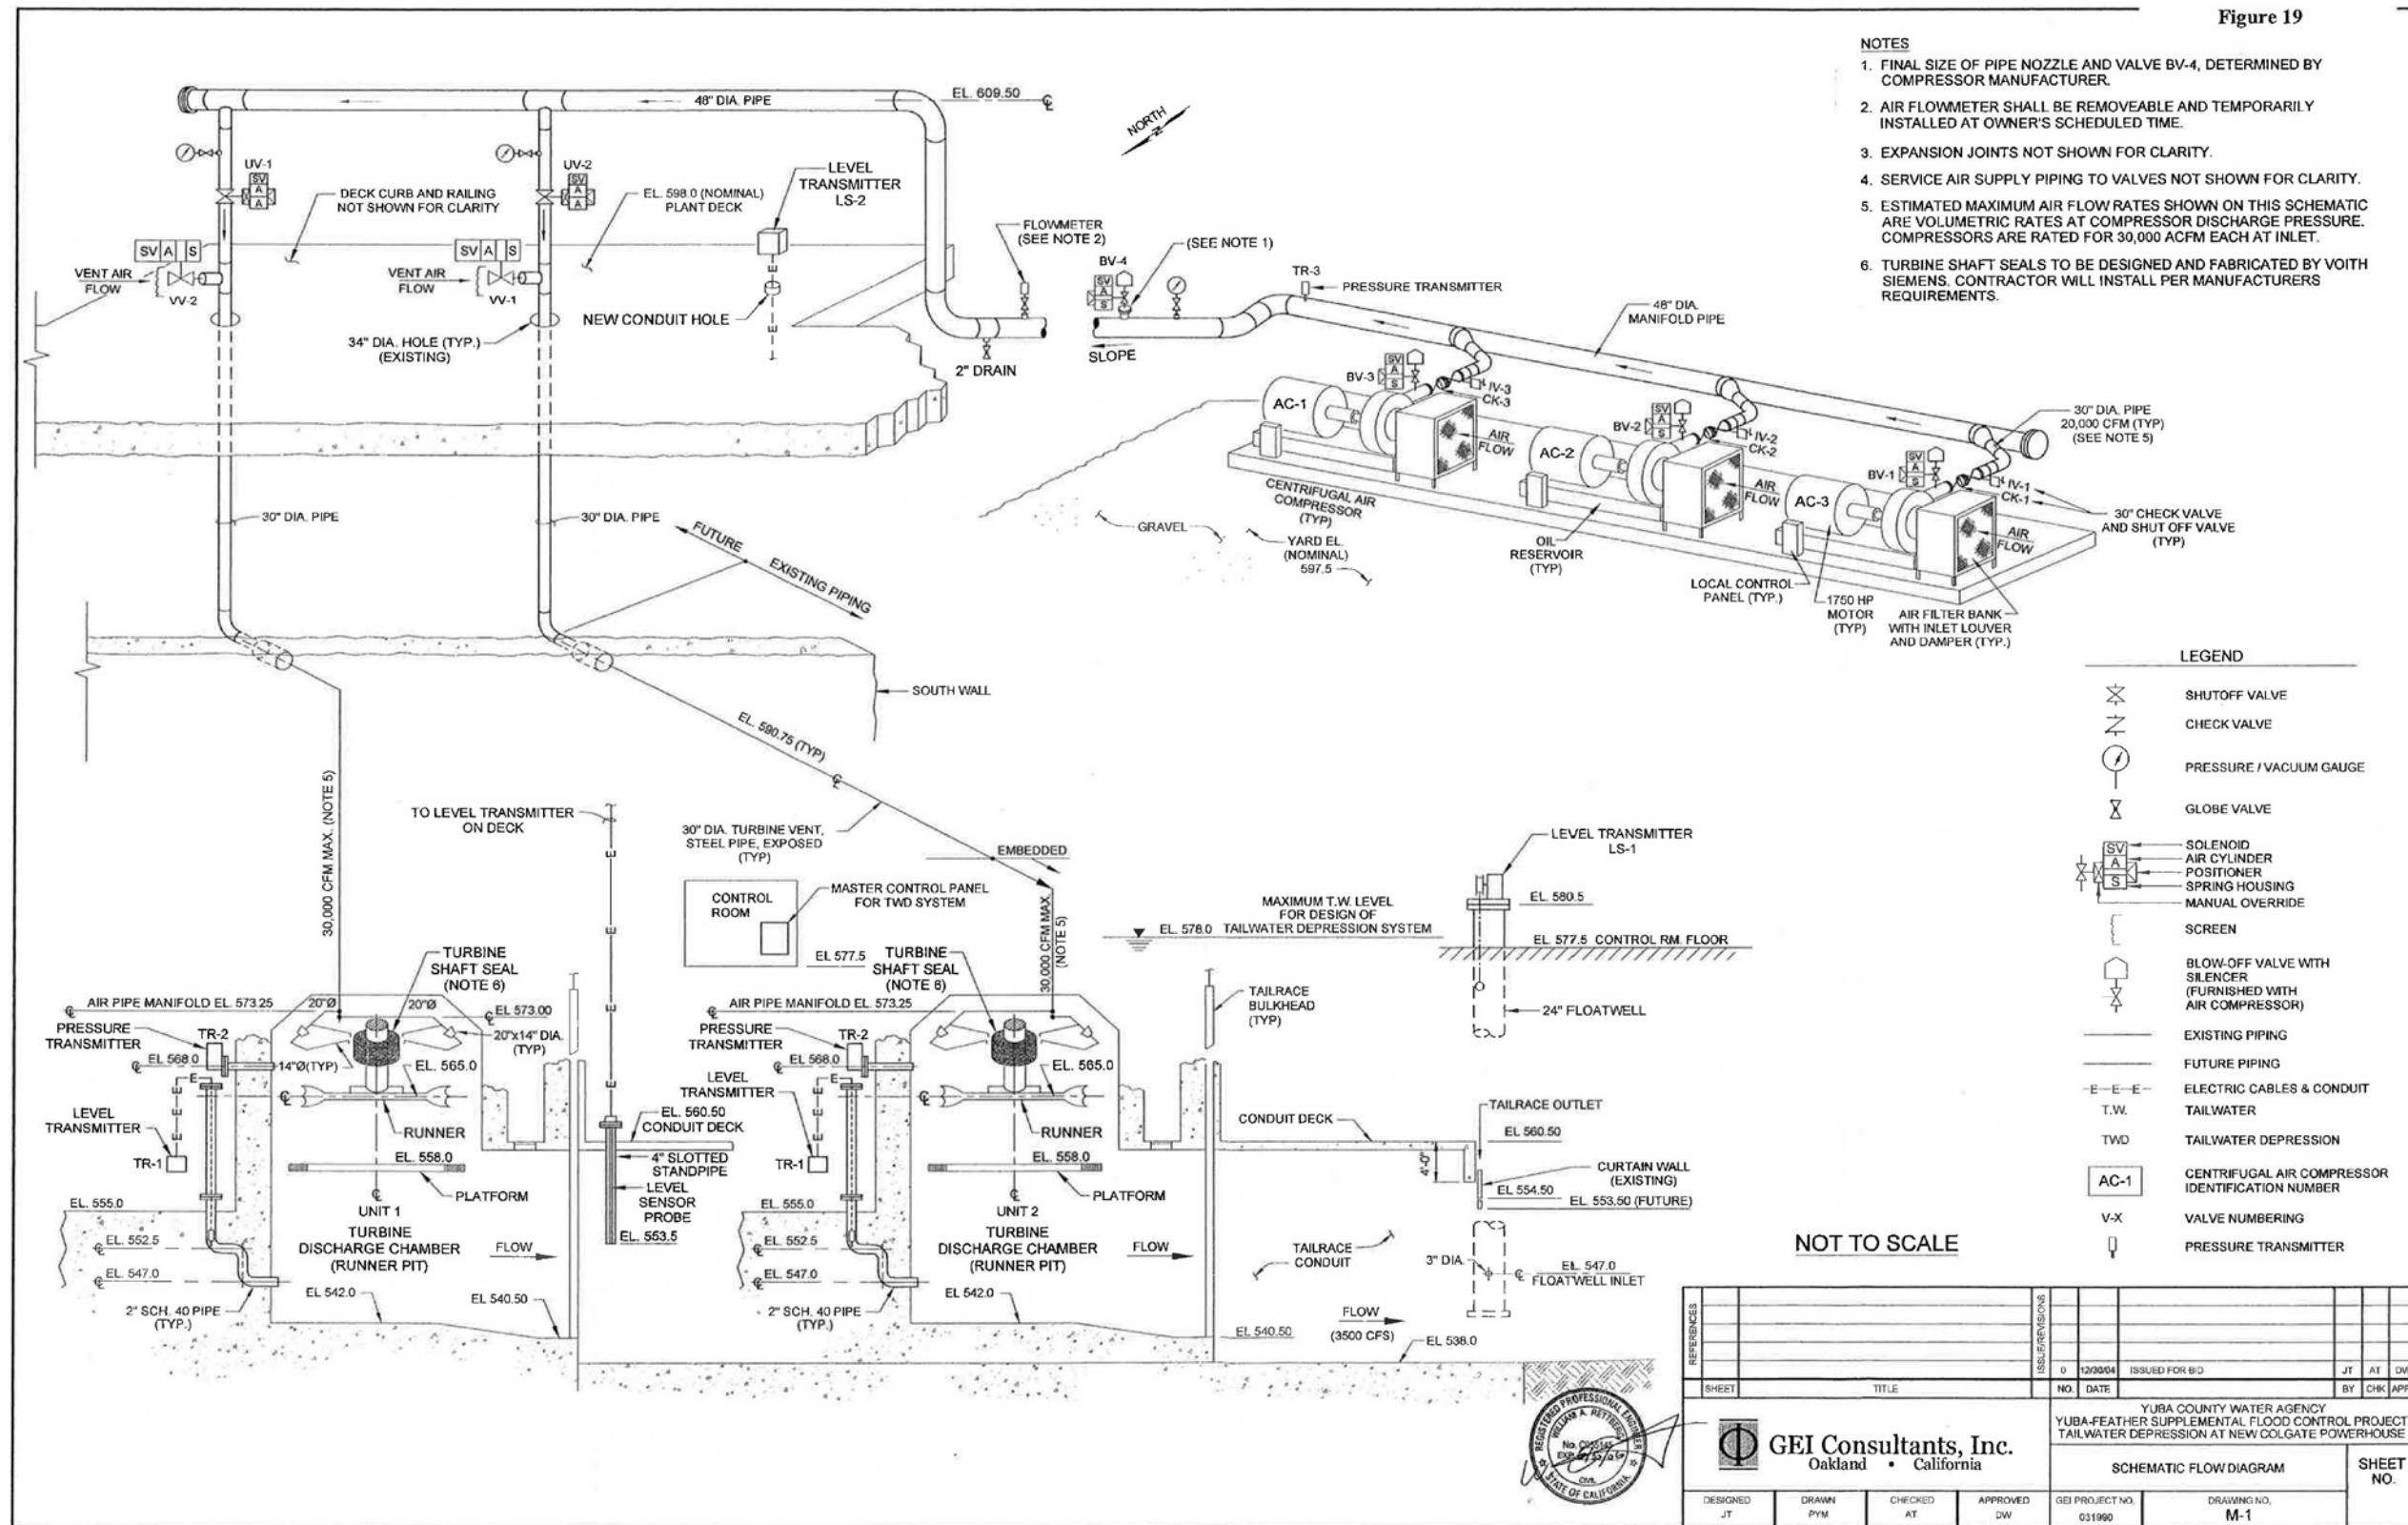 Figure 19
NOTES
1. FINAL SIZE OF PIPE NOZZLE AND VALVE BV-4, DETERMINED BY
COMPRESSOR MANUFACTURER.
2. AIR FLOWMETER SHALL BE REMOVEABLE AND TEMPORARILY
INSTALLED AT OWNER'S SCHEDULED TIME.
3. EXPANSION JOINTS NOT SHOWN FOR CLARITY.
4. SERVICE AIR SUPPLY PIPING TO VALVES NOT SHOWN FOR CLARITY.
5. ESTIMATED MAXIMUM AIR FLOW RATES SHOWN ON THIS SCHEMATIC
ARE VOLUMETRIC RATES AT COMPRESSOR DISCHARGE PRESSURE.
COMPRESSORS ARE RATED FOR 30,000 ACFM EACH AT INLET.
6. TURBINE SHAFT SEALS TO BE DESIGNED AND FABRICATED BY VOITH
SIEMENS. CONTRACTOR WILL INSTALL PER MANUFACTURERS
REQUIREMENTS.
48" DIA. PIPE
EL. 609.50
NORTH
Z
UV-1
SV
A
A
UV-2
SV
A
A
DECK CURB AND RAILING
NOT SHOWN FOR CLARITY
EL. 598.0 (NOMINAL)
PLANT DECK
LEVEL
TRANSMITTER
LS-2
SV A S
VENT AIR
FLOW
VV-2
SV A S
VENT AIR
FLOW
VV-1
E
E
NEW CONDUIT HOLE
34" DIA. HOLE (TYP.)
(EXISTING)
FLOWMETER
(SEE NOTE 2)
2" DRAIN
BV-4
SV
A
S
(SEE NOTE 1)
SLOPE
TR-3
PRESSURE TRANSMITTER
48" DIA.
MANIFOLD PIPE
BV-3
SV
A
S
IV-3
CK-3
AC-1
AIR
FLOW
BV-2
SV
A
S
IV-2
CK-2
AC-2
AIR
FLOW
BV-1
SV
A
S
IV-1
CK-1
AC-3
AIR
FLOW
30" DIA. PIPE
20,000 CFM (TYP)
(SEE NOTE 5)
30" CHECK VALVE
AND SHUT OFF VALVE
(TYP)
CENTRIFUGAL AIR
COMPRESSOR
(TYP)
GRAVEL
YARD EL.
(NOMINAL)
597.5
OIL
RESERVOIR
(TYP)
LOCAL CONTROL
PANEL (TYP.)
1750 HP
MOTOR
(TYP)
AIR FILTER BANK
WITH INLET LOUVER
AND DAMPER (TYP.)
30" DIA. PIPE
30" DIA. PIPE
FUTURE
EXISTING PIPING
SOUTH WALL
EL. 590.75 (TYP)
30,000 CFM MAX. (NOTE 5)
TO LEVEL TRANSMITTER
ON DECK
E
E
E
E
30" DIA. TURBINE VENT,
STEEL PIPE, EXPOSED
(TYP)
EMBEDDED
CONTROL
ROOM
MASTER CONTROL PANEL
FOR TWD SYSTEM
EL 577.5
30,000 CFM MAX.
(NOTE 5)
MAXIMUM T.W. LEVEL
FOR DESIGN OF
EL. 578.0 TAILWATER DEPRESSION SYSTEM
LEVEL TRANSMITTER
LS-1
EL. 580.5
EL. 577.5 CONTROL RM. FLOOR
24" FLOATWELL
TURBINE
SHAFT SEAL
(NOTE 6)
AIR PIPE MANIFOLD EL. 573.25
20"Ø
20"Ø
EL 573.00
PRESSURE
TRANSMITTER
TR-2
20"x14" DIA.
(TYP)
EL 568.0
14"Ø(TYP)
EL. 565.0
E
E
E
LEVEL
TRANSMITTER
TR-1
RUNNER
EL. 558.0
PLATFORM
EL. 555.0
UNIT 1
TURBINE
DISCHARGE CHAMBER
(RUNNER PIT)
FLOW
EL. 552.5
EL. 547.0
2" SCH. 40 PIPE
(TYP.)
EL 542.0
EL 540.50
EL. 560.50
CONDUIT DECK
4" SLOTTED
STANDPIPE
LEVEL
SENSOR
PROBE
EL. 553.5
TURBINE
SHAFT SEAL
(NOTE 6)
AIR PIPE MANIFOLD EL. 573.25
PRESSURE
TRANSMITTER
TR-2
EL 568.0
EL. 565.0
E
E
E
LEVEL
TRANSMITTER
TR-1
RUNNER
EL. 558.0
PLATFORM
EL. 555.0
UNIT 2
TURBINE
DISCHARGE CHAMBER
(RUNNER PIT)
FLOW
EL. 552.5
EL. 547.0
2" SCH. 40 PIPE
(TYP.)
EL 542.0
TAILRACE
BULKHEAD
(TYP)
CONDUIT DECK
TAILRACE OUTLET
EL 560.50
4'-0"
CURTAIN WALL
(EXISTING)
EL 554.50
EL. 553.50 (FUTURE)
TAILRACE
CONDUIT
3" DIA.
EL. 547.0
FLOATWELL INLET
EL 540.50
FLOW
(3500 CFS)
EL 538.0
LEGEND
SHUTOFF VALVE
CHECK VALVE
PRESSURE / VACUUM GAUGE
GLOBE VALVE
SV
A
S
SOLENOID
AIR CYLINDER
POSITIONER
SPRING HOUSING
MANUAL OVERRIDE
SCREEN
BLOW-OFF VALVE WITH
SILENCER
(FURNISHED WITH
AIR COMPRESSOR)
EXISTING PIPING
FUTURE PIPING
E E E ELECTRIC CABLES & CONDUIT
T.W. TAILWATER
TWD TAILWATER DEPRESSION
AC-1 CENTRIFUGAL AIR COMPRESSOR
IDENTIFICATION NUMBER
V-X VALVE NUMBERING
PRESSURE TRANSMITTER
NOT TO SCALE
REGISTERED PROFESSIONAL ENGINEER
WILLIAM A. RETTBERG
CIVIL
STATE OF CALIFORNIA
REFERENCES
ISSUE/REVISIONS
0 12/30/04 ISSUED FOR BID JT AT DW
SHEET TITLE NO. DATE BY CHK APP
GEI Consultants, Inc.
Oakland • California
YUBA COUNTY WATER AGENCY
YUBA-FEATHER SUPPLEMENTAL FLOOD CONTROL PROJECT
TAILWATER DEPRESSION AT NEW COLGATE POWERHOUSE
SCHEMATIC FLOW DIAGRAM
SHEET
NO.
DESIGNED DRAWN CHECKED APPROVED GEI PROJECT NO. DRAWING NO.
JT PYM AT DW 031990 M-1